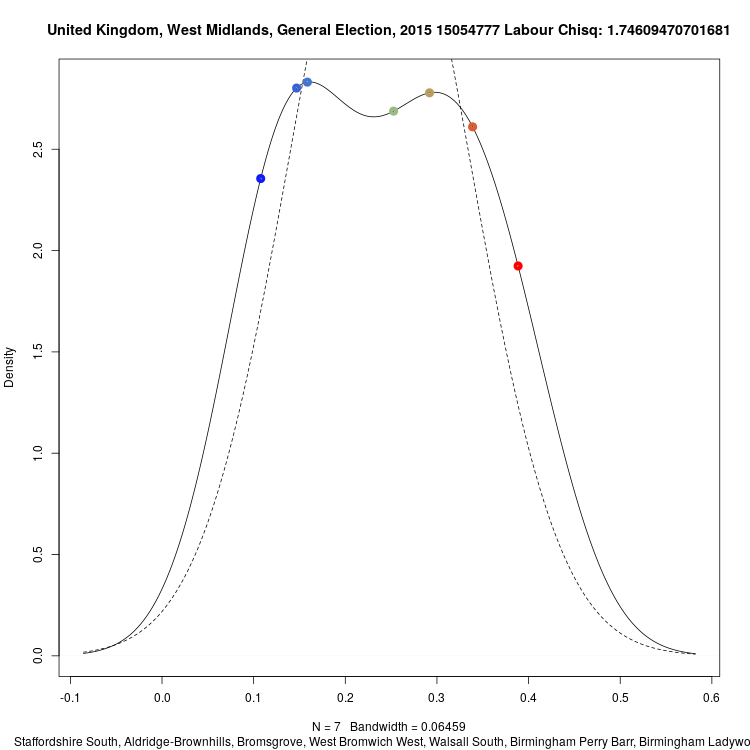 United Kingdom, West Midlands, General Election, 2015 15054777 Labour Chisq: 1.74609470701681
Density
2.5
2.0
1.5
1.0
0.5
0.0
-0.1 0.0 0.1 0.2 0.3 0.4 0.5 0.6
N = 7 Bandwidth = 0.06459
Staffordshire South, Aldridge-Brownhills, Bromsgrove, West Bromwich West, Walsall South, Birmingham Perry Barr, Birmingham Ladywo